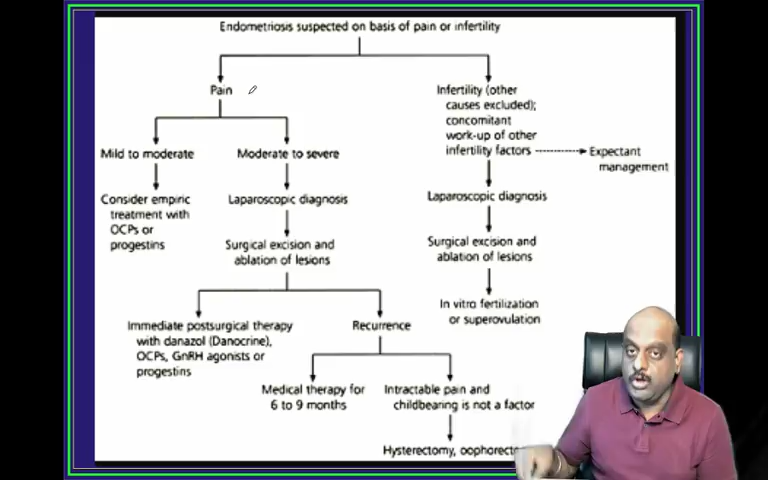 Endometriosis suspected on basis of pain or infertility
Pain
Infertility (other
causes excluded);
concomitant
work-up of other
infertility factors
Expectant
management
Mild to moderate
Moderate to severe
Consider empiric
treatment with
OCPs or
progestins
Laparoscopic diagnosis
Laparoscopic diagnosis
Surgical excision and
ablation of lesions
Surgical excision and
ablation of lesions
In vitro fertilization
or superovulation
Immediate postsurgical therapy
with danazol (Danocrine),
OCPs, GnRH agonists or
progestins
Recurrence
Medical therapy for
6 to 9 months
Intractable pain and
childbearing is not a factor
Hysterectomy,